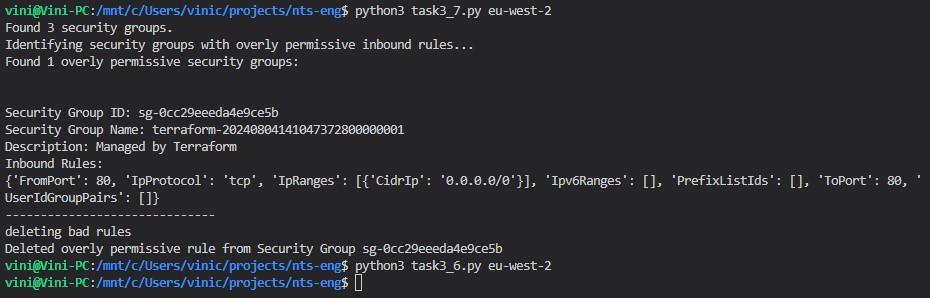 vini@Vini-PC:/mnt/c/Users/vinic/projects/nts-eng$ python3 task3_7.py eu-west-2
Found 3 security groups.
Identifying security groups with overly permissive inbound rules...
Found 1 overly permissive security groups:
Security Group ID: sg-0cc29eeeda4e9ce5b
Security Group Name: terraform-20240804141047372800000001
Description: Managed by Terraform
Inbound Rules:
{'FromPort': 80, 'IpProtocol': 'tcp', 'IpRanges': [{'CidrIp': '0.0.0.0/0'}], 'Ipv6Ranges': [], 'PrefixListIds': [], 'ToPort': 80, '
UserIdGroupPairs': []}
------------------------------
deleting bad rules
Deleted overly permissive rule from Security Group sg-0cc29eeeda4e9ce5b
vini@Vini-PC:/mnt/c/Users/vinic/projects/nts-eng$ python3 task3_6.py eu-west-2
vini@Vini-PC:/mnt/c/Users/vinic/projects/nts-eng$